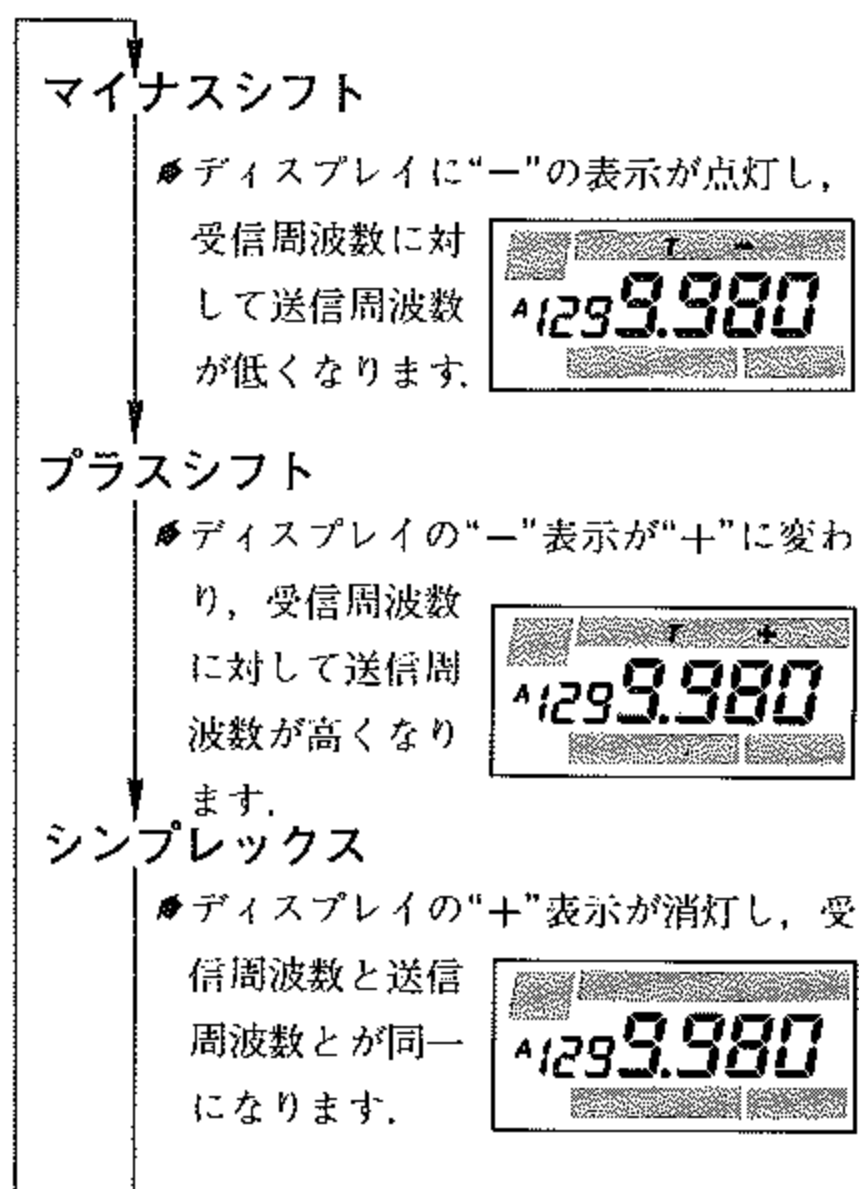 マイナスシフト
ディスプレイに“－”の表示が点灯し，
受信周波数に対
して送信周波数
が低くなります．
T －
A1299.980
プラスシフト
ディスプレイの“－”表示が“＋”に変わ
り，受信周波数
に対して送信周
波数が高くなり
ます．
T ＋
A1299.980
シンプレックス
ディスプレイの“＋”表示が消灯し，受
信周波数と送信
周波数とが同一
になります．
A1299.980